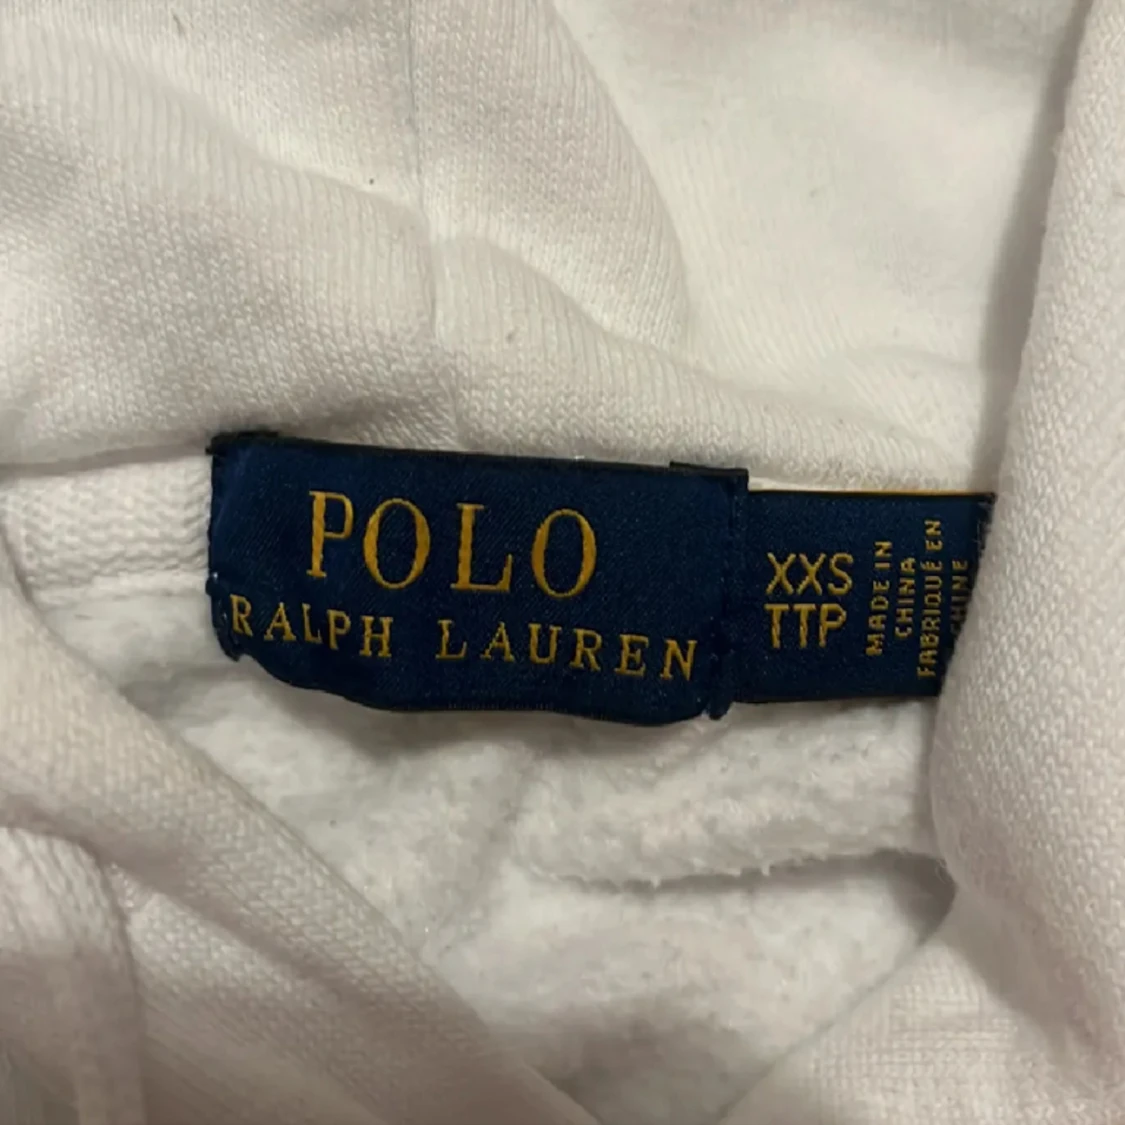 POLO
RALPH LAUREN
XXS
TTP
MADE IN
CHINA
FABRIQUÉ EN